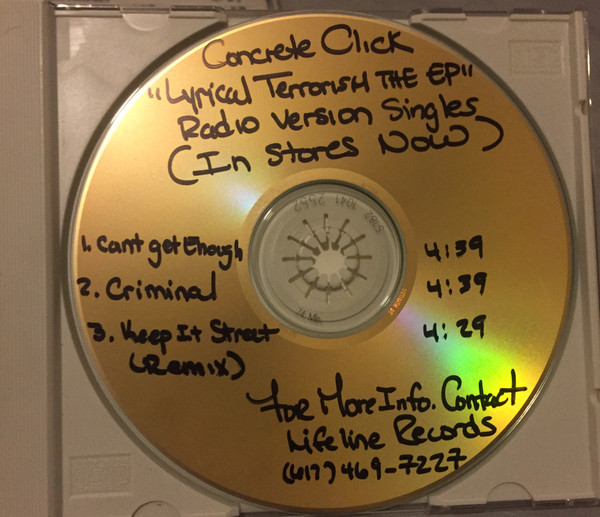 Concrete Click
"Lyrical Terrorism THE EP"
Radio Version Singles
(In Stores Now)
1. Cant get Enough 4:39
2. Criminal 4:39
3. Keep It Street 4:29
(Remix)
For More Info. Contact
Lifeline Records
(617) 469-7227